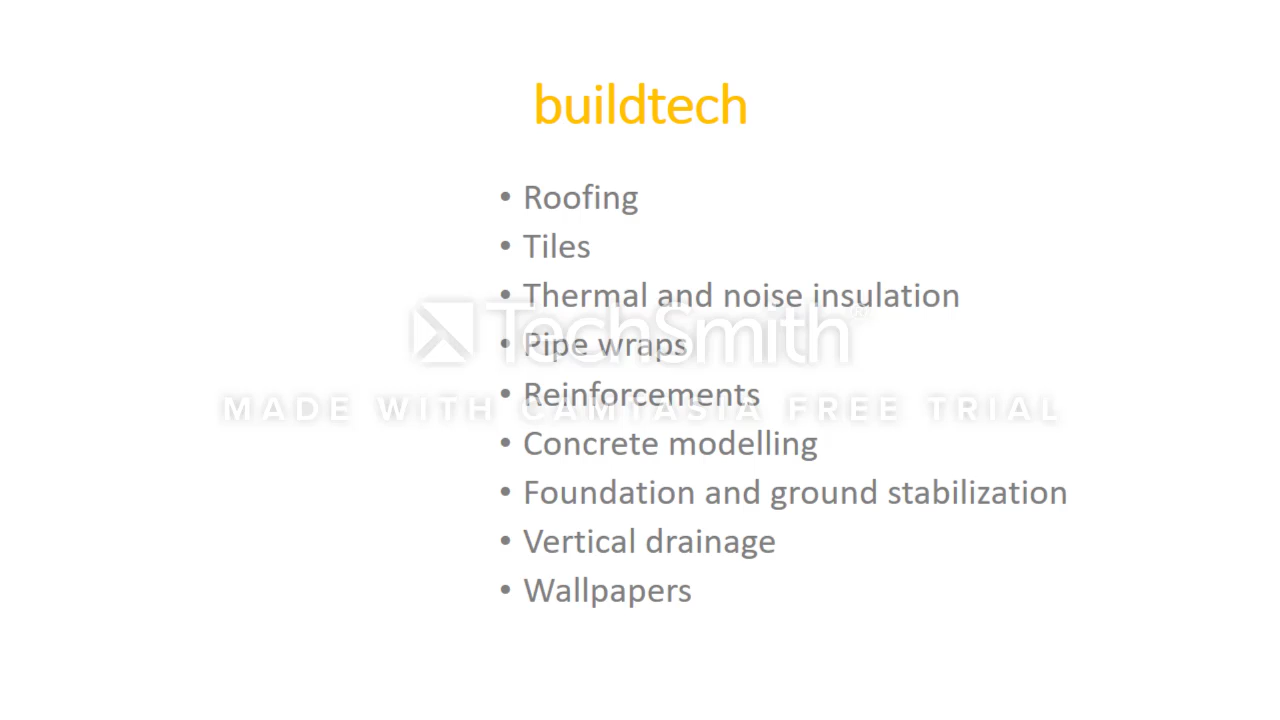 buildtech
• Roofing
• Tiles
• Thermal and noise insulation
• Pipe wraps
• Reinforcements
• Concrete modelling
• Foundation and ground stabilization
• Vertical drainage
• Wallpapers
TechSmith®
MADE WITH CAMTASIA FREE TRIAL